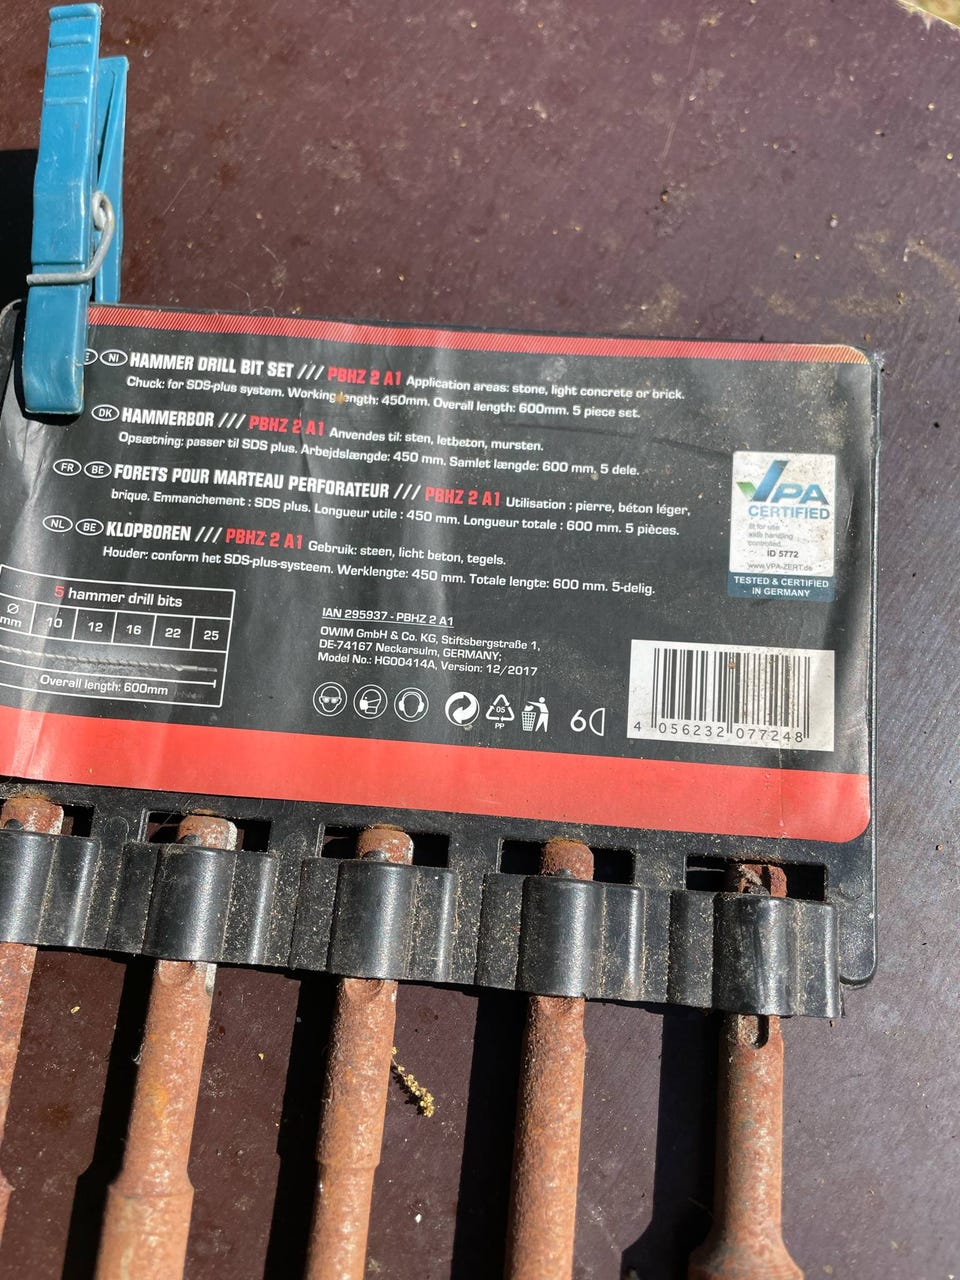 NI HAMMER DRILL BIT SET /// PBHZ 2 A1 Application areas: stone, light concrete or brick.
Chuck: for SDS-plus system. Working length: 450mm. Overall length: 600mm. 5 piece set.
DK HAMMERBOR /// PBHZ 2 A1 Anvendes til: sten, letbeton, mursten.
Opsætning: passer til SDS plus. Arbejdslængde: 450 mm. Samlet længde: 600 mm. 5 dele.
FR BE FORETS POUR MARTEAU PERFORATEUR /// PBHZ 2 A1 Utilisation : pierre, béton léger,
brique. Emmanchement : SDS plus. Longueur utile : 450 mm. Longueur totale : 600 mm. 5 pièces.
NL BE KLOPBOREN /// PBHZ 2 A1 Gebruik: steen, licht beton, tegels.
Houder: conform het SDS-plus-systeem. Werklengte: 450 mm. Totale lengte: 600 mm. 5-delig.
VPA
CERTIFIED
fit for use
safe handling
controlled
ID 5772
www.VPA-ZERT.de
TESTED & CERTIFIED
IN GERMANY
5 hammer drill bits
Ø mm 10 12 16 22 25
Overall length: 600mm
IAN 295937 - PBHZ 2 A1
OWIM GmbH & Co. KG, Stiftsbergstraße 1,
DE-74167 Neckarsulm, GERMANY;
Model No.: HG00414A, Version: 12/2017
05
PP
6
4 056232 077248